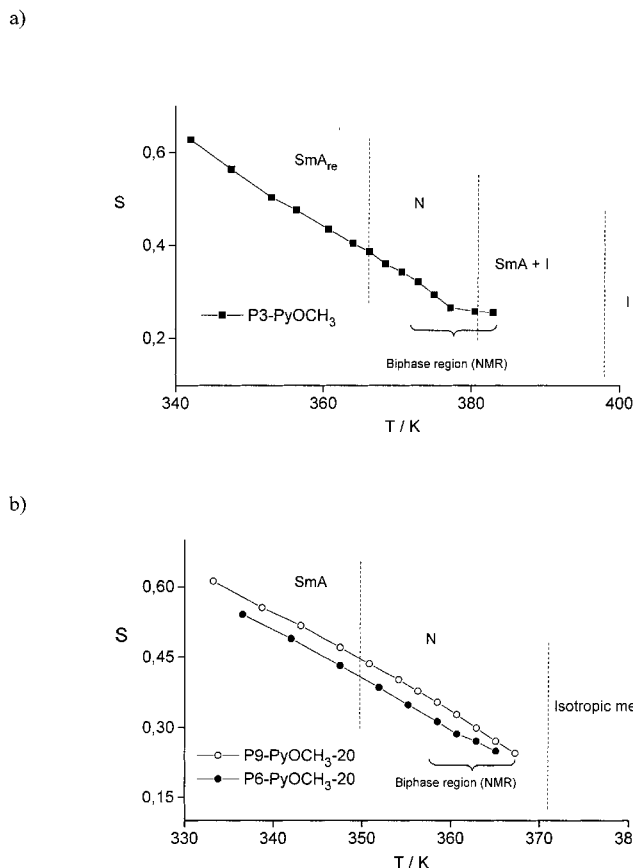 a)
0,6
SmAre
N
S
0,4
SmA + I
I
P3-PyOCH3
0,2
Biphase region (NMR)
340 360 380 400
T / K
b)
0,60
SmA
N
S
0,45
Isotropic me
0,30
P9-PyOCH3-20
P6-PyOCH3-20
Biphase region (NMR)
0,15
330 340 350 360 370 38
T / K